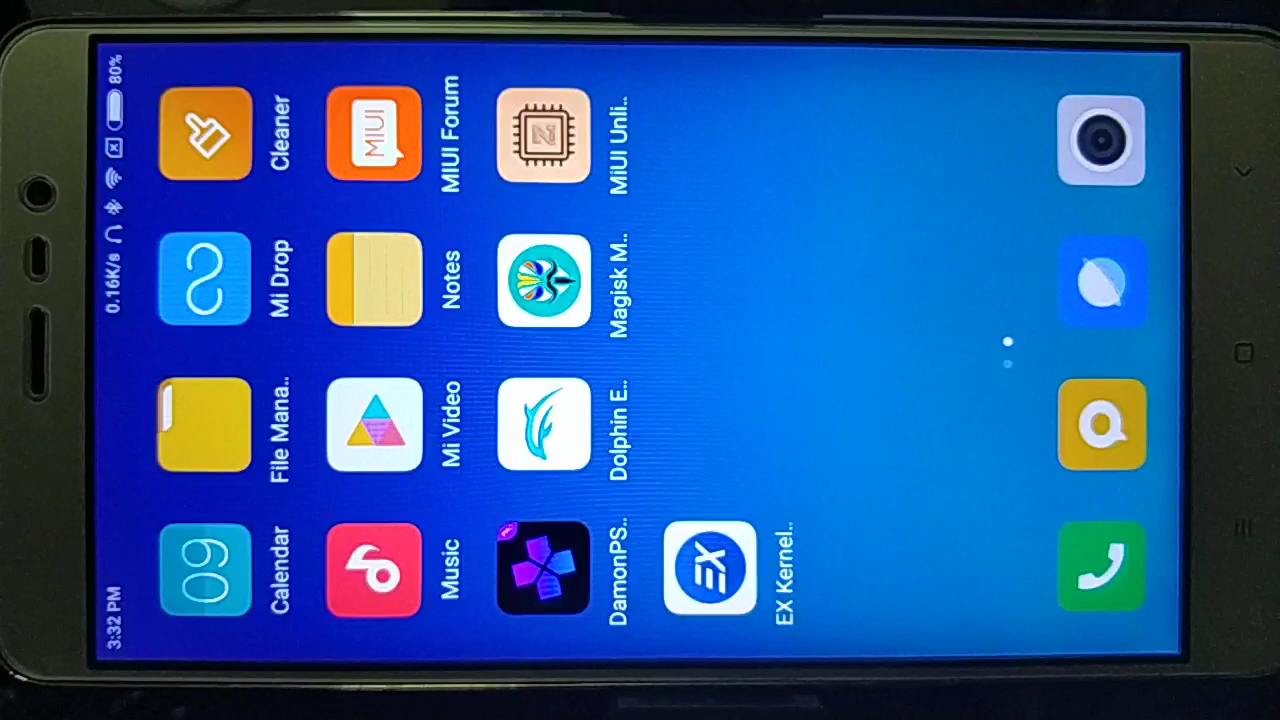 3:32 PM 0.16K/s 80%
09
Calendar File Mana.. Mi Drop Cleaner
MIUI
Music Mi Video Notes MIUI Forum
Z
DamonPS.. Dolphin E.. Magisk M.. MiUI Unli..
EX
EX Kernel..